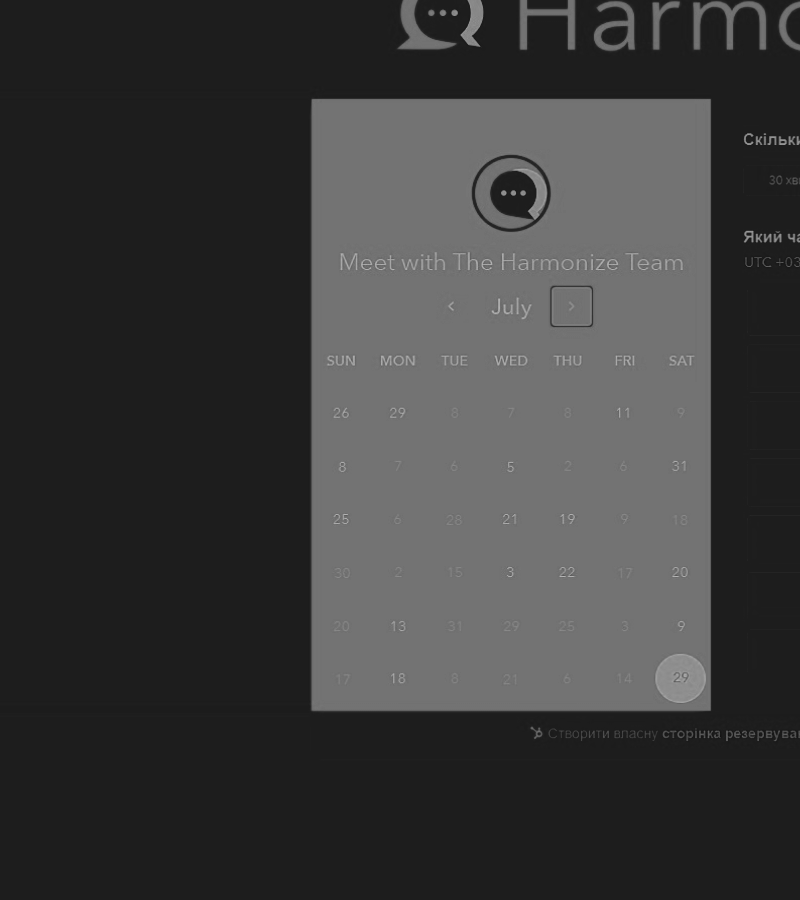 Harmo
Скільки
30 хв
Meet with The Harmonize Team
Який ча
UTC +03
July
SUN MON TUE WED THU FRI SAT
26 29 8 7 8 11 9
8 7 6 5 2 6 31
25 6 28 21 19 9 18
30 2 15 3 22 17 20
20 13 31 29 25 3 9
17 18 8 21 6 14 29
Створити власну сторінка резервува